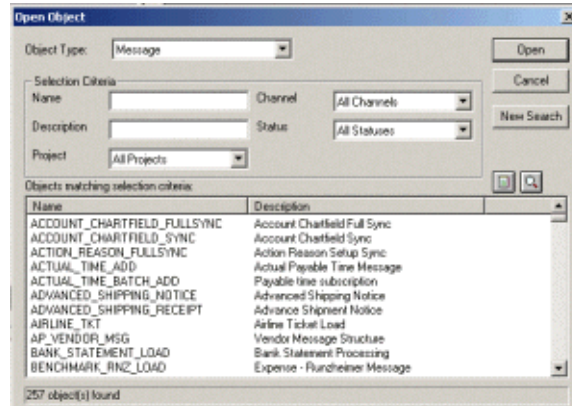 Open Object
Object Type: Message
Open
Cancel
New Search
Selection Criteria
Name
Channel All Channels
Description
Status All Statuses
Project All Projects
Objects matching selection criteria:
Name Description
ACCOUNT_CHARTFIELD_FULLSYNC Account Chartfield Full Sync
ACCOUNT_CHARTFIELD_SYNC Account Chartfield Sync
ACTION_REASON_FULLSYNC Action Reason Setup Sync
ACTUAL_TIME_ADD Actual Payable Time Message
ACTUAL_TIME_BATCH_ADD Payable time subscription
ADVANCED_SHIPPING_NOTICE Advanced Shipping Notice
ADVANCED_SHIPPING_RECEIPT Advance Shipment Notice
AIRLINE_TKT Airline Ticket Load
AP_VENDOR_MSG Vendor Message Structure
BANK_STATEMENT_LOAD Bank Statement Processing
BENCHMARK_RNZ_LOAD Expense - Runzheimer Message
257 object(s) found